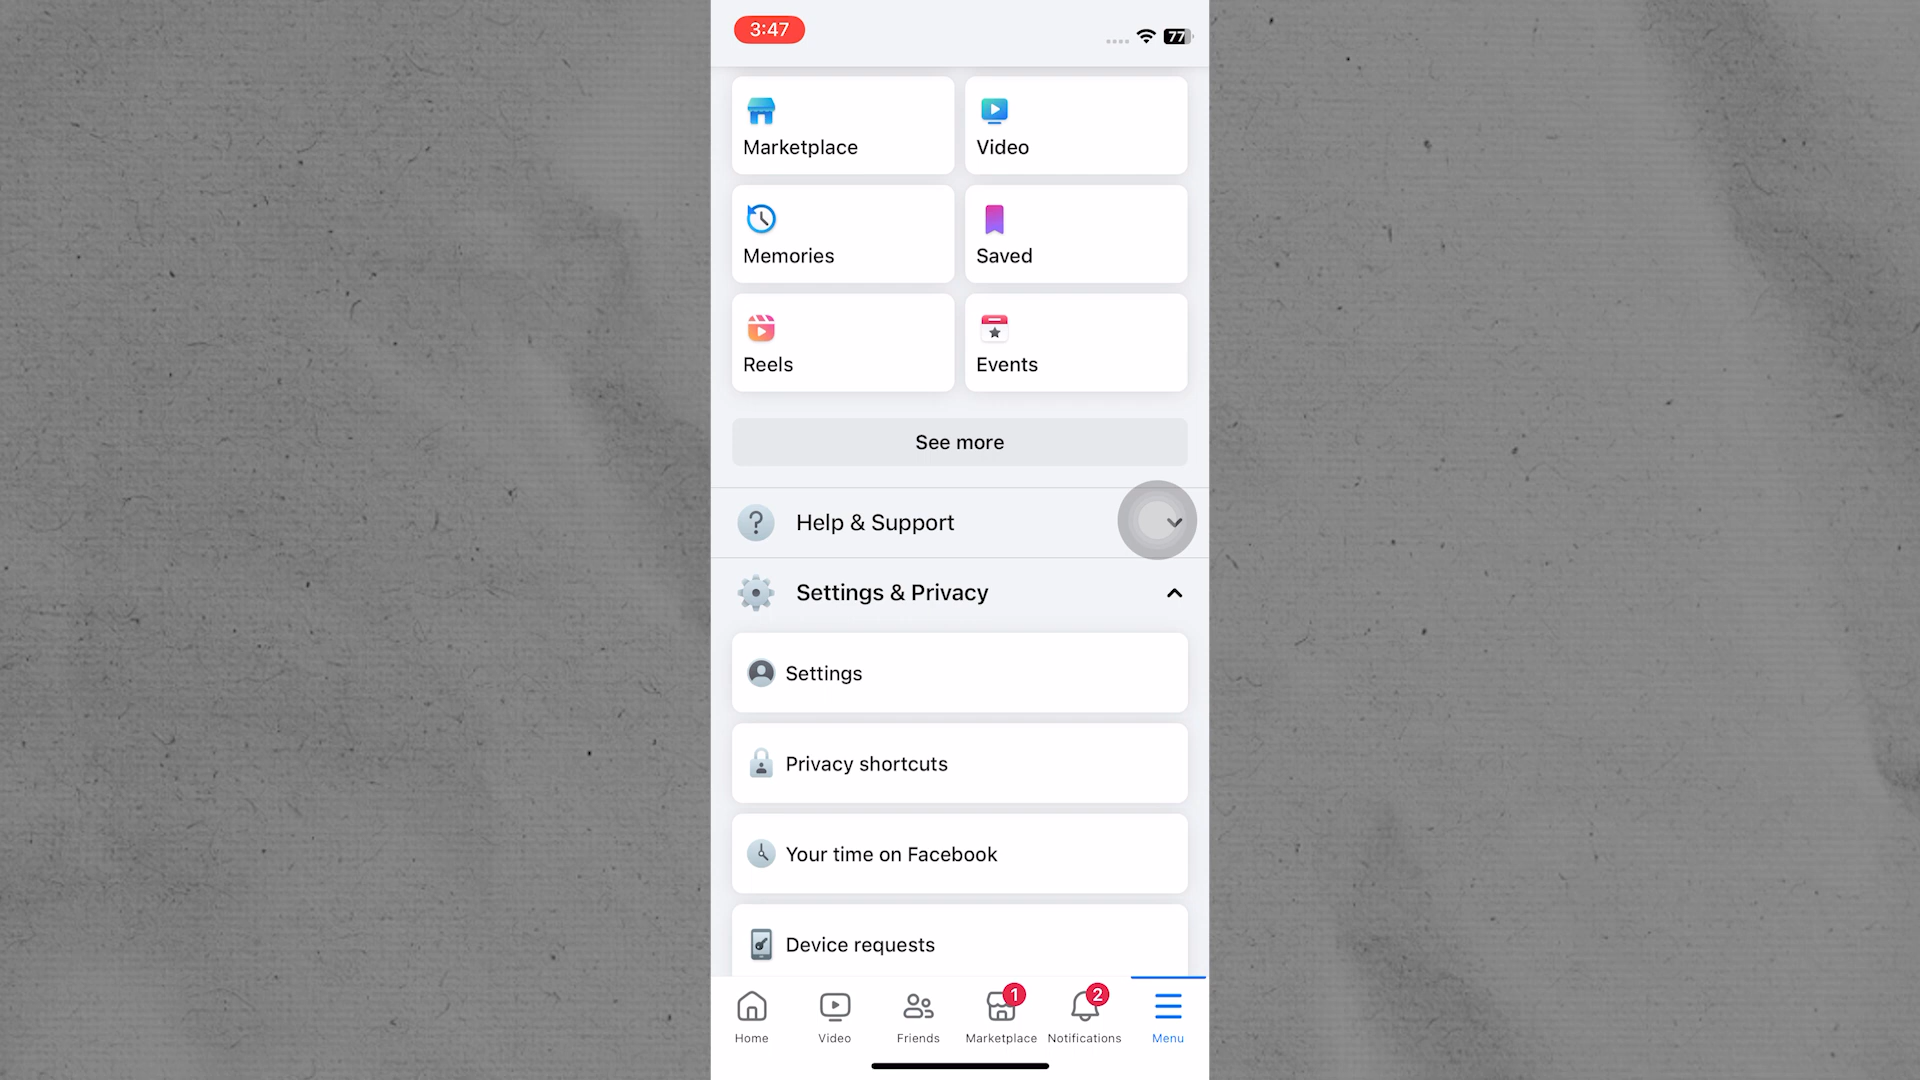 3:47
77
Marketplace
Video
Memories
Saved
Reels
Events
See more
Help & Support
Settings & Privacy
Settings
Privacy shortcuts
Your time on Facebook
Device requests
1
2
Home
Video
Friends
Marketplace
Notifications
Menu